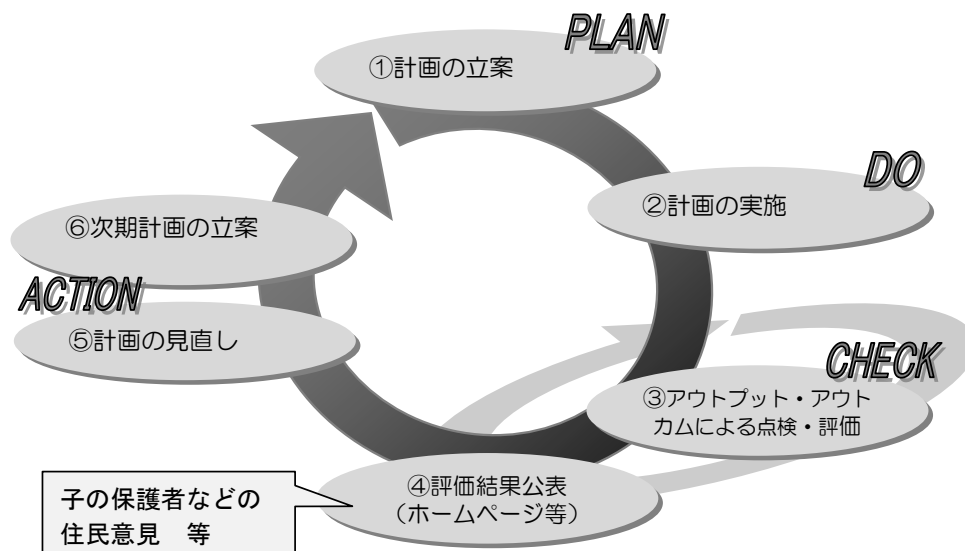 PLAN
①計画の立案
DO
②計画の実施
⑥次期計画の立案
ACTION
⑤計画の見直し
CHECK
③アウトプット・アウト
カムによる点検・評価
④評価結果公表
（ホームページ等）
子の保護者などの
住民意見　等